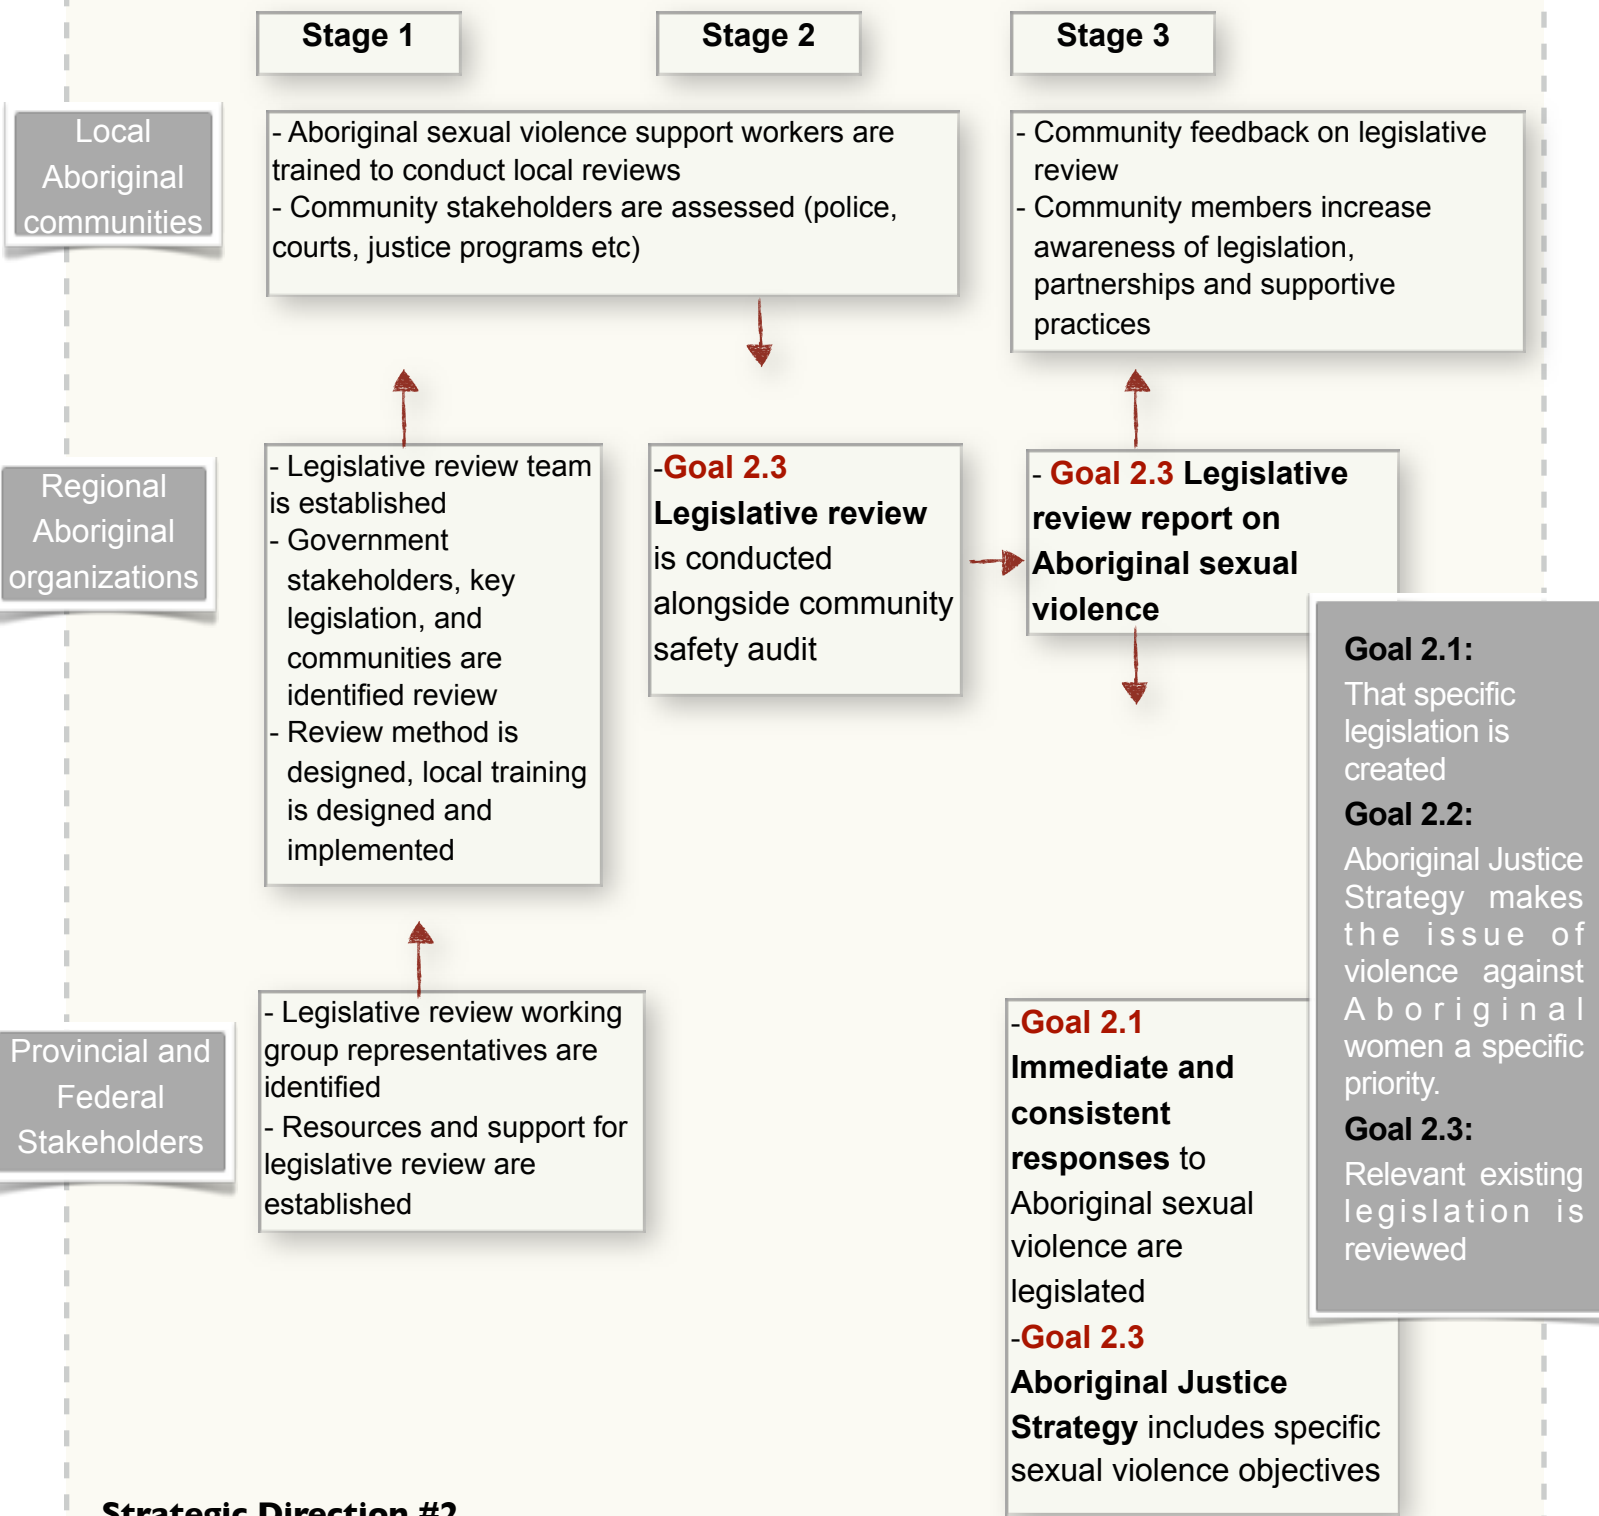 Stage 1
Stage 2
Stage 3
Local
Aboriginal
communities
- Aboriginal sexual violence support workers are
trained to conduct local reviews
- Community stakeholders are assessed (police,
courts, justice programs etc)
- Community feedback on legislative
review
- Community members increase
awareness of legislation,
partnerships and supportive
practices
Regional
Aboriginal
organizations
- Legislative review team
is established
- Government
stakeholders, key
legislation, and
communities are
identified review
- Review method is
designed, local training
is designed and
implemented
-Goal 2.3
Legislative review
is conducted
alongside community
safety audit
- Goal 2.3 Legislative
review report on
Aboriginal sexual
violence
Provincial and
Federal
Stakeholders
- Legislative review working
group representatives are
identified
- Resources and support for
legislative review are
established
-Goal 2.1
Immediate and
consistent
responses to
Aboriginal sexual
violence are
legislated
-Goal 2.3
Aboriginal Justice
Strategy includes specific
sexual violence objectives
Goal 2.1:
That specific
legislation is
created
Goal 2.2:
Aboriginal Justice
Strategy makes
the issue of
violence against
Aboriginal
women a specific
priority.
Goal 2.3:
Relevant existing
legislation is
reviewed
Strategic Direction #2